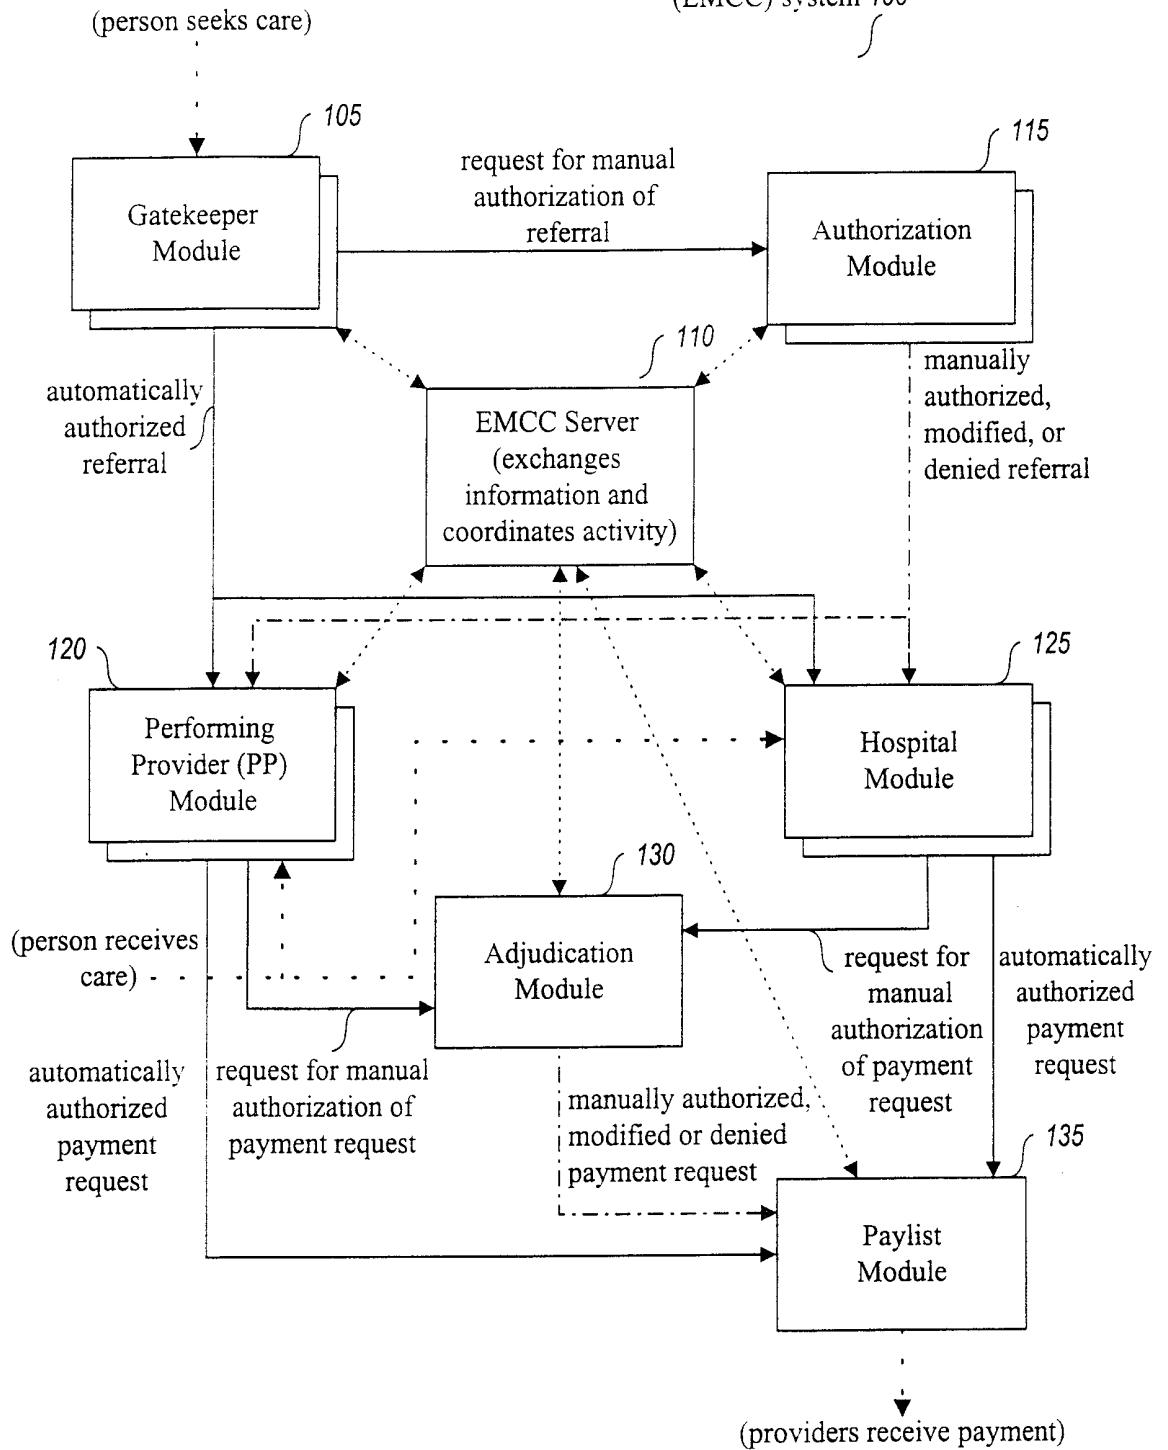 (EMCC) system 100
(person seeks care)
105
115
request for manual
authorization of
referral
Gatekeeper
Module
Authorization
Module
110
automatically
authorized
referral
EMCC Server
(exchanges
information and
coordinates activity)
manually
authorized,
modified, or
denied referral
120
125
Performing
Provider (PP)
Module
Hospital
Module
130
(person receives
care)
Adjudication
Module
request for
manual
authorization
of payment
request
automatically
authorized
payment
request
automatically
authorized
payment
request
request for manual
authorization of
payment request
manually authorized,
modified or denied
payment request
135
Paylist
Module
(providers receive payment)